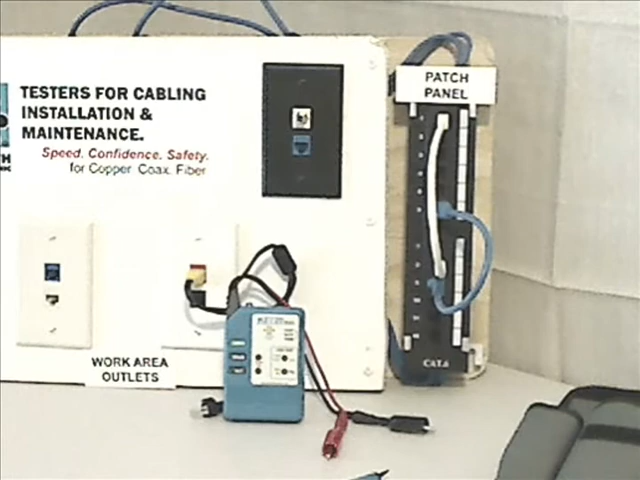 TESTERS FOR CABLING
INSTALLATION &
MAINTENANCE.
Speed. Confidence. Safety.
for Copper. Coax. Fiber
PATCH
PANEL
WORK AREA
OUTLETS
CAT.6